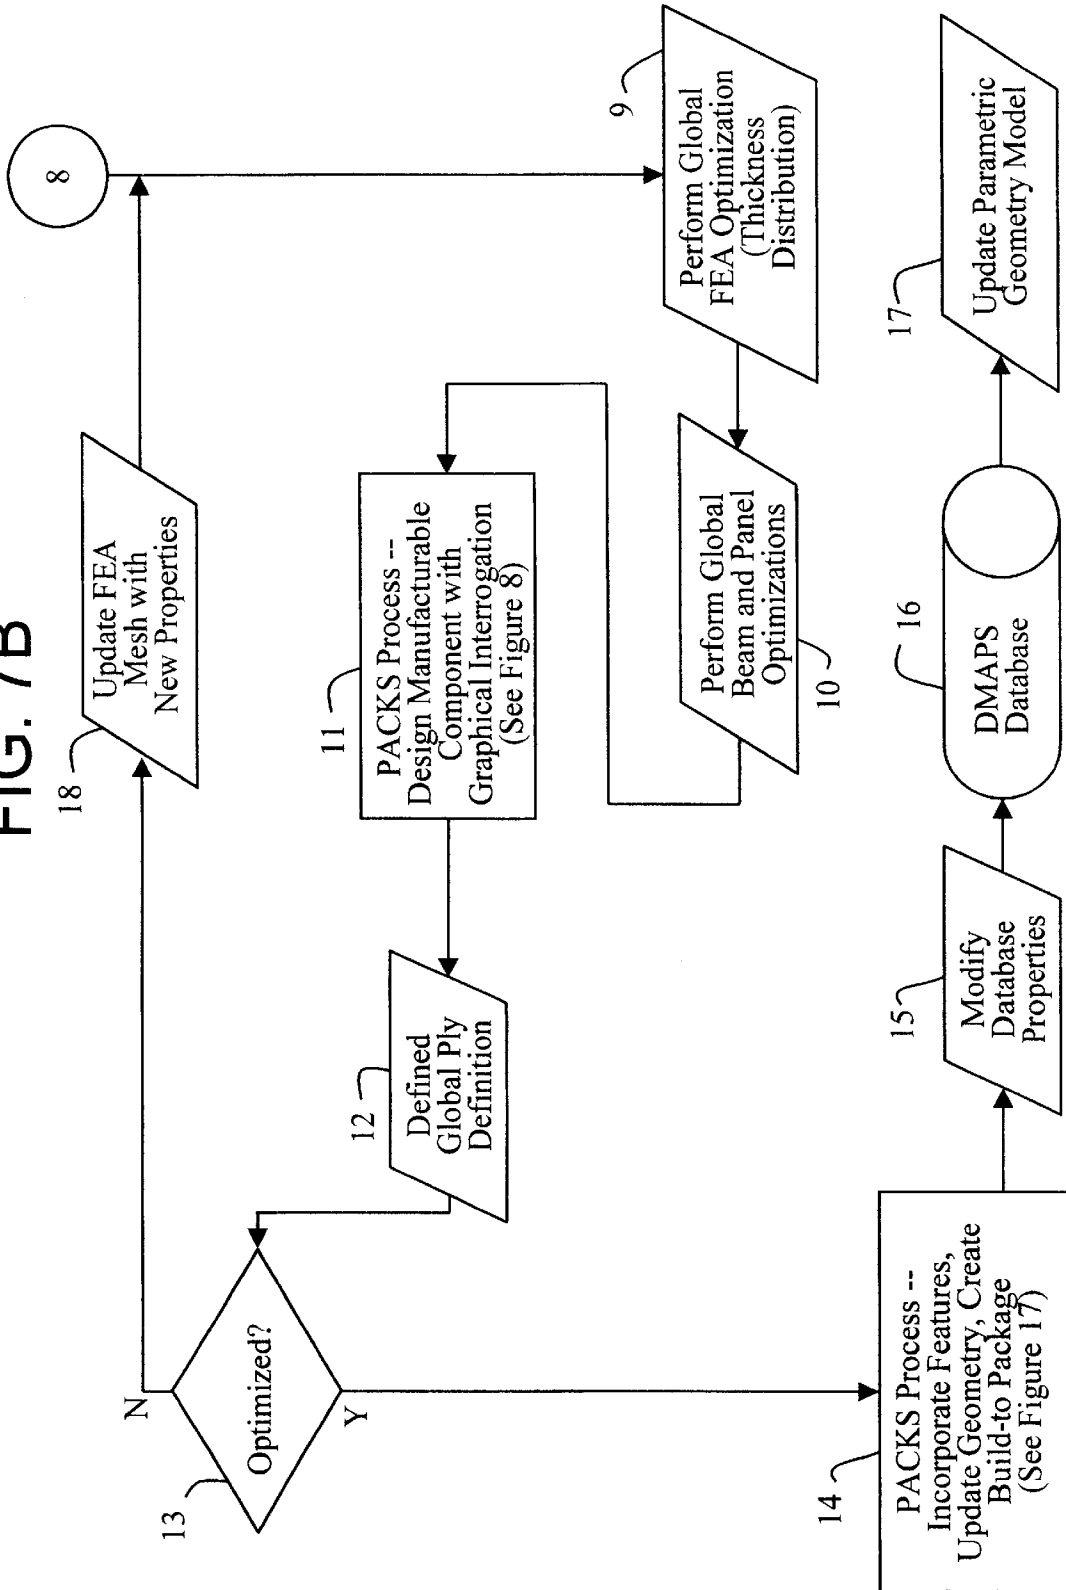 FIG. 7B
8
18
Update FEA
Mesh with
New Properties
9
Perform Global
FEA Optimization
(Thickness
Distribution)
10
Perform Global
Beam and Panel
Optimizations
11
PACKS Process --
Design Manufacturable
Component with
Graphical Interrogation
(See Figure 8)
12
Defined
Global Ply
Definition
13
Optimized?
N
Y
14
PACKS Process --
Incorporate Features,
Update Geometry, Create
Build-to Package
(See Figure 17)
15
Modify
Database
Properties
16
DMAPS
Database
17
Update Parametric
Geometry Model